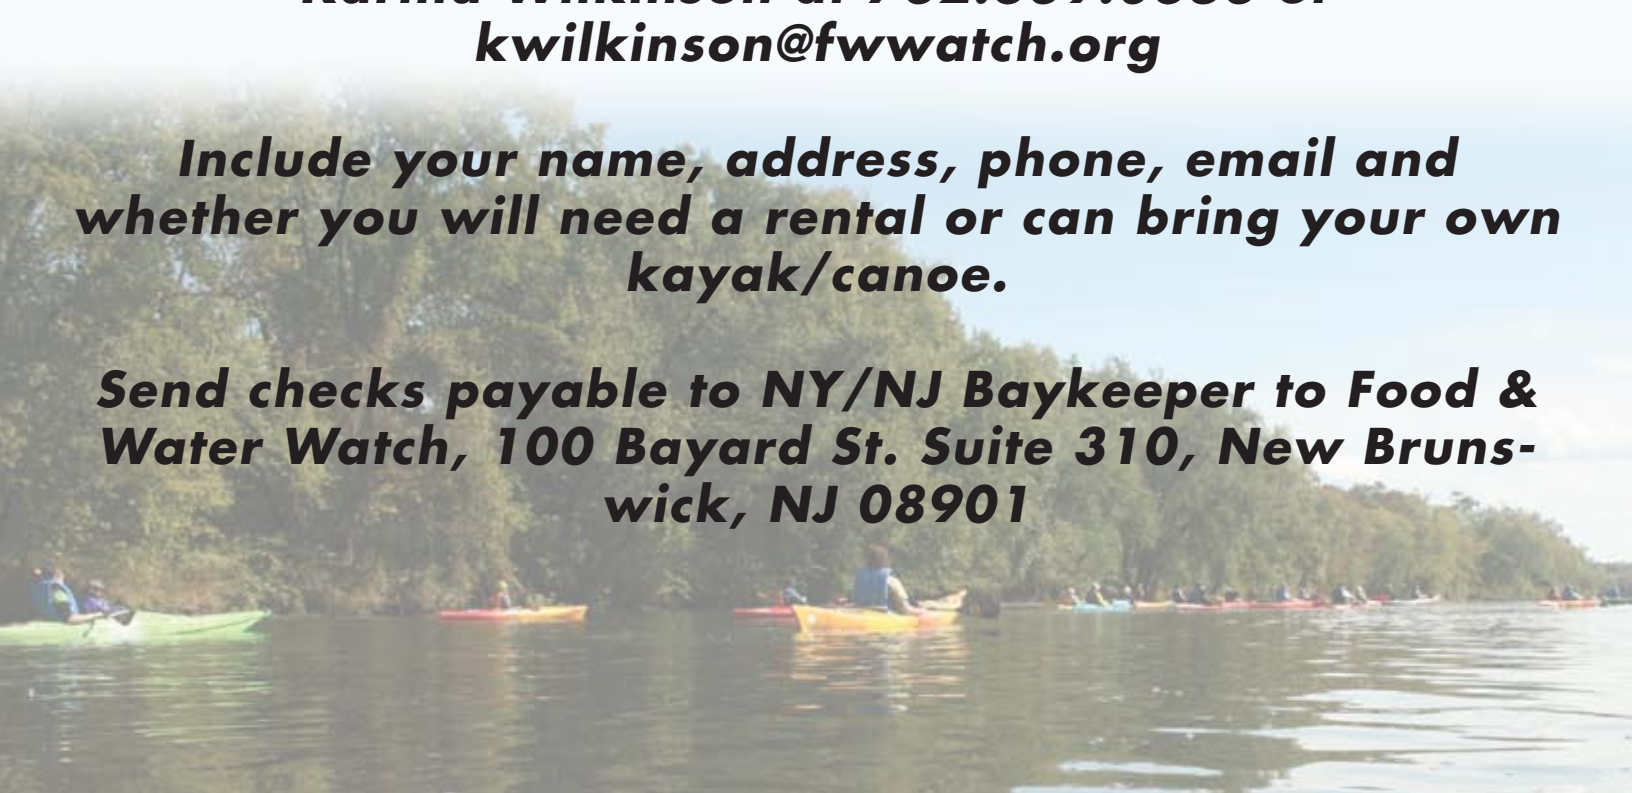 Wilkinson at
kwilkinson@fwwatch.org
Include your name, address, phone, email and
whether you will need a rental or can bring your own
kayak/canoe.
Send checks payable to NY/NJ Baykeeper to Food &
Water Watch, 100 Bayard St. Suite 310, New Bruns-
wick, NJ 08901